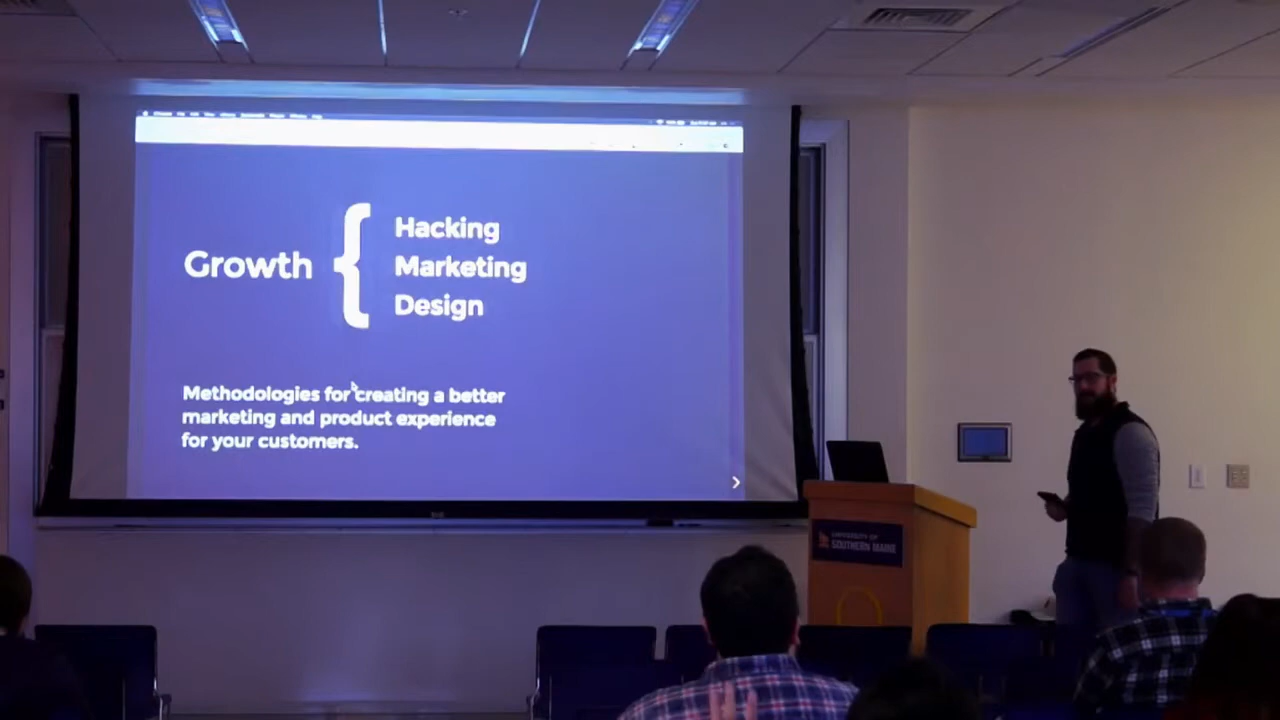 Growth
{
Hacking
Marketing
Design
Methodologies for creating a better
marketing and product experience
for your customers.
UNIVERSITY OF
SOUTHERN MAINE